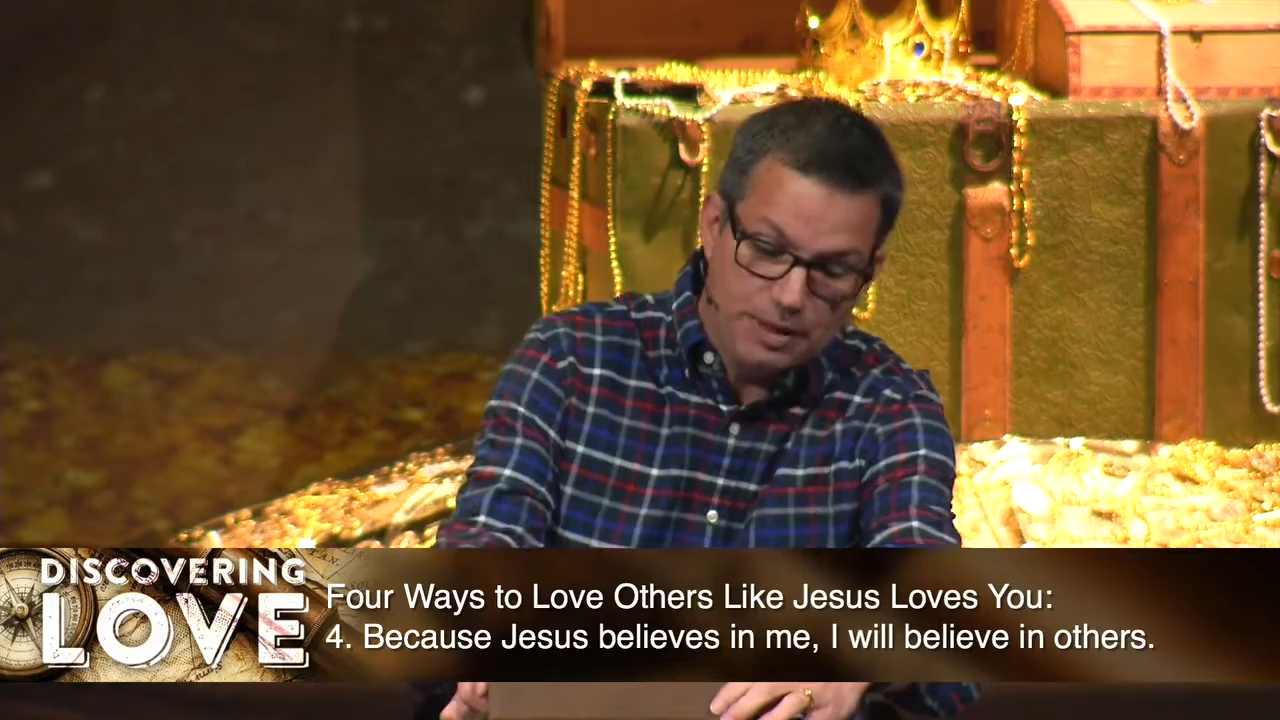 DISCOVERING
LOVE
Four Ways to Love Others Like Jesus Loves You:
4. Because Jesus believes in me, I will believe in others.